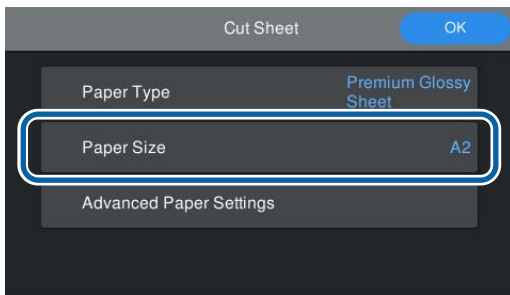 Cut Sheet
OK
Paper Type
Premium Glossy
Sheet
Paper Size
A2
Advanced Paper Settings